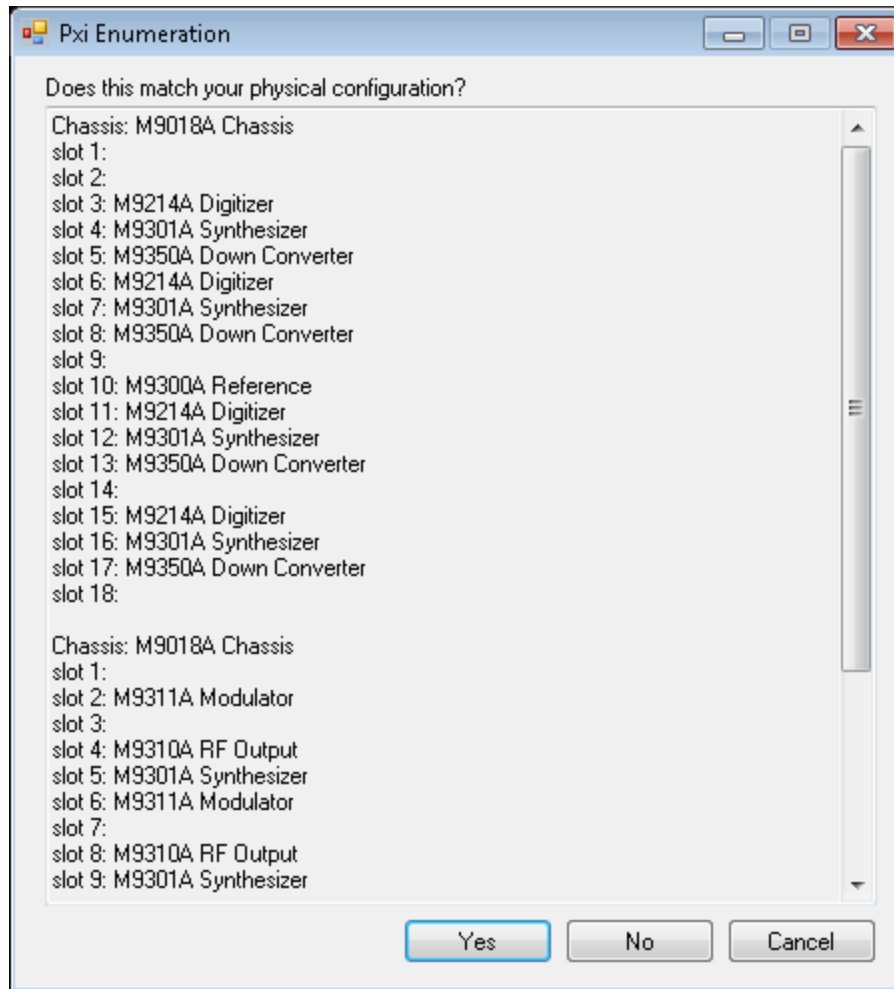 Pxi Enumeration
Does this match your physical configuration?
Chassis: M9018A Chassis
slot 1:
slot 2:
slot 3: M9214A Digitizer
slot 4: M9301A Synthesizer
slot 5: M9350A Down Converter
slot 6: M9214A Digitizer
slot 7: M9301A Synthesizer
slot 8: M9350A Down Converter
slot 9:
slot 10: M9300A Reference
slot 11: M9214A Digitizer
slot 12: M9301A Synthesizer
slot 13: M9350A Down Converter
slot 14:
slot 15: M9214A Digitizer
slot 16: M9301A Synthesizer
slot 17: M9350A Down Converter
slot 18:
Chassis: M9018A Chassis
slot 1:
slot 2: M9311A Modulator
slot 3:
slot 4: M9310A RF Output
slot 5: M9301A Synthesizer
slot 6: M9311A Modulator
slot 7:
slot 8: M9310A RF Output
slot 9: M9301A Synthesizer
Yes No Cancel